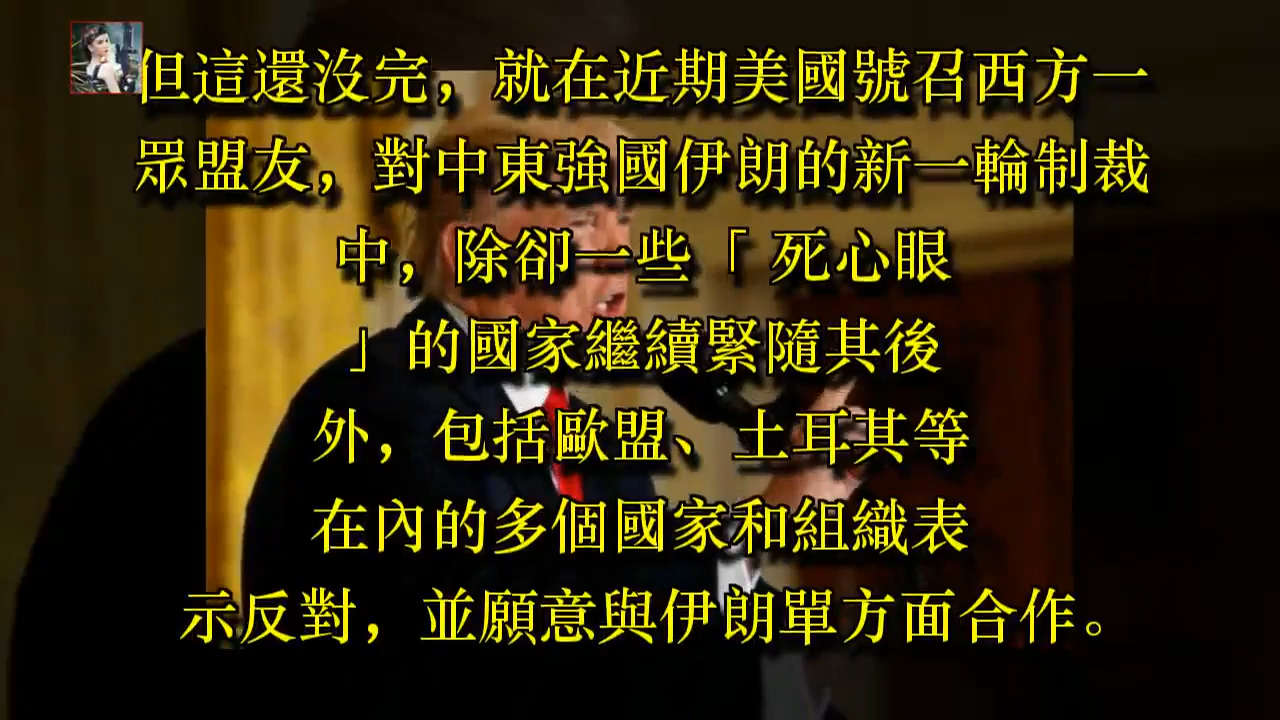 但這還沒完，就在近期美國號召西方一
眾盟友，對中東強國伊朗的新一輪制裁
中，除卻一些「 死心眼
」的國家繼續緊隨其後
外，包括歐盟、土耳其等
在內的多個國家和組織表
示反對，並願意與伊朗單方面合作。